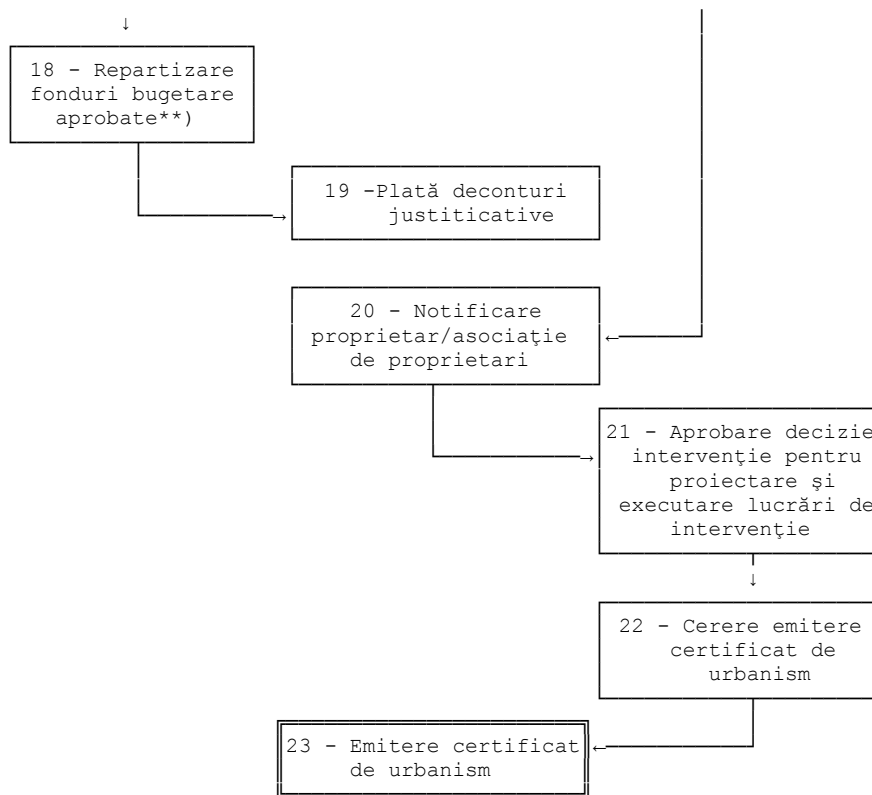 18 - Repartizare
fonduri bugetare
aprobate**)
19 -Plată deconturi
justiticative
20 - Notificare
proprietar/asociaţie
de proprietari
21 - Aprobare decizie
intervenţie pentru
proiectare şi
executare lucrări de
intervenţie
22 - Cerere emitere
certificat de
urbanism
23 - Emitere certificat
de urbanism